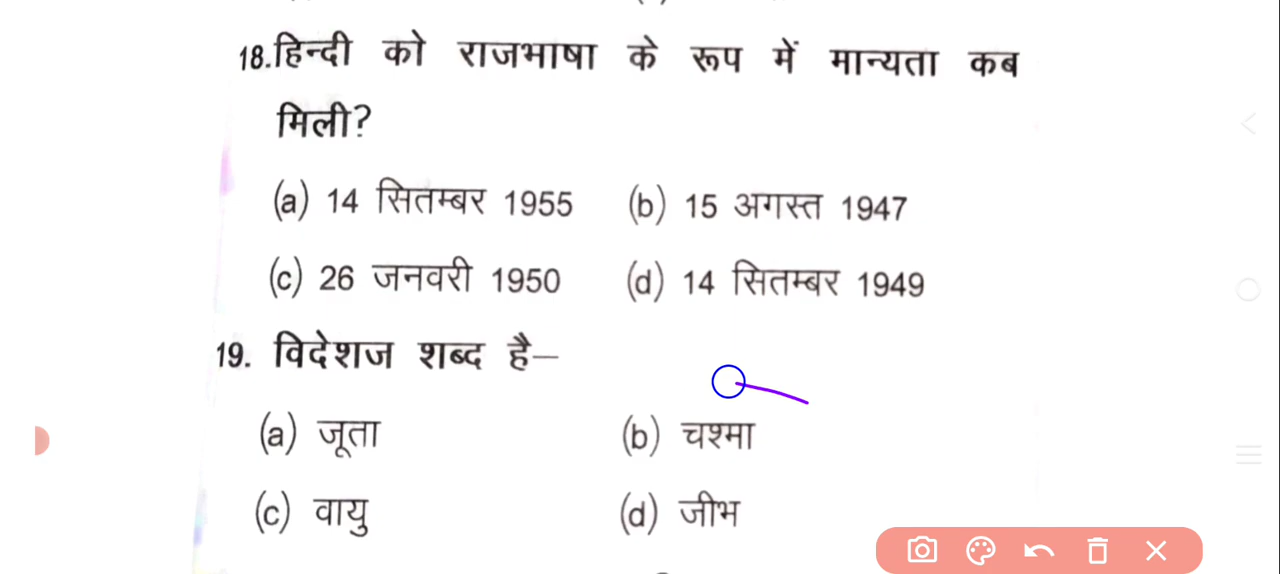 18. हिन्दी को राजभाषा के रूप में मान्यता कब
मिली?
(a) 14 सितम्बर 1955 (b) 15 अगस्त 1947
(c) 26 जनवरी 1950 (d) 14 सितम्बर 1949
19. विदेशज शब्द है—
(a) जूता (b) चश्मा
(c) वायु (d) जीभ